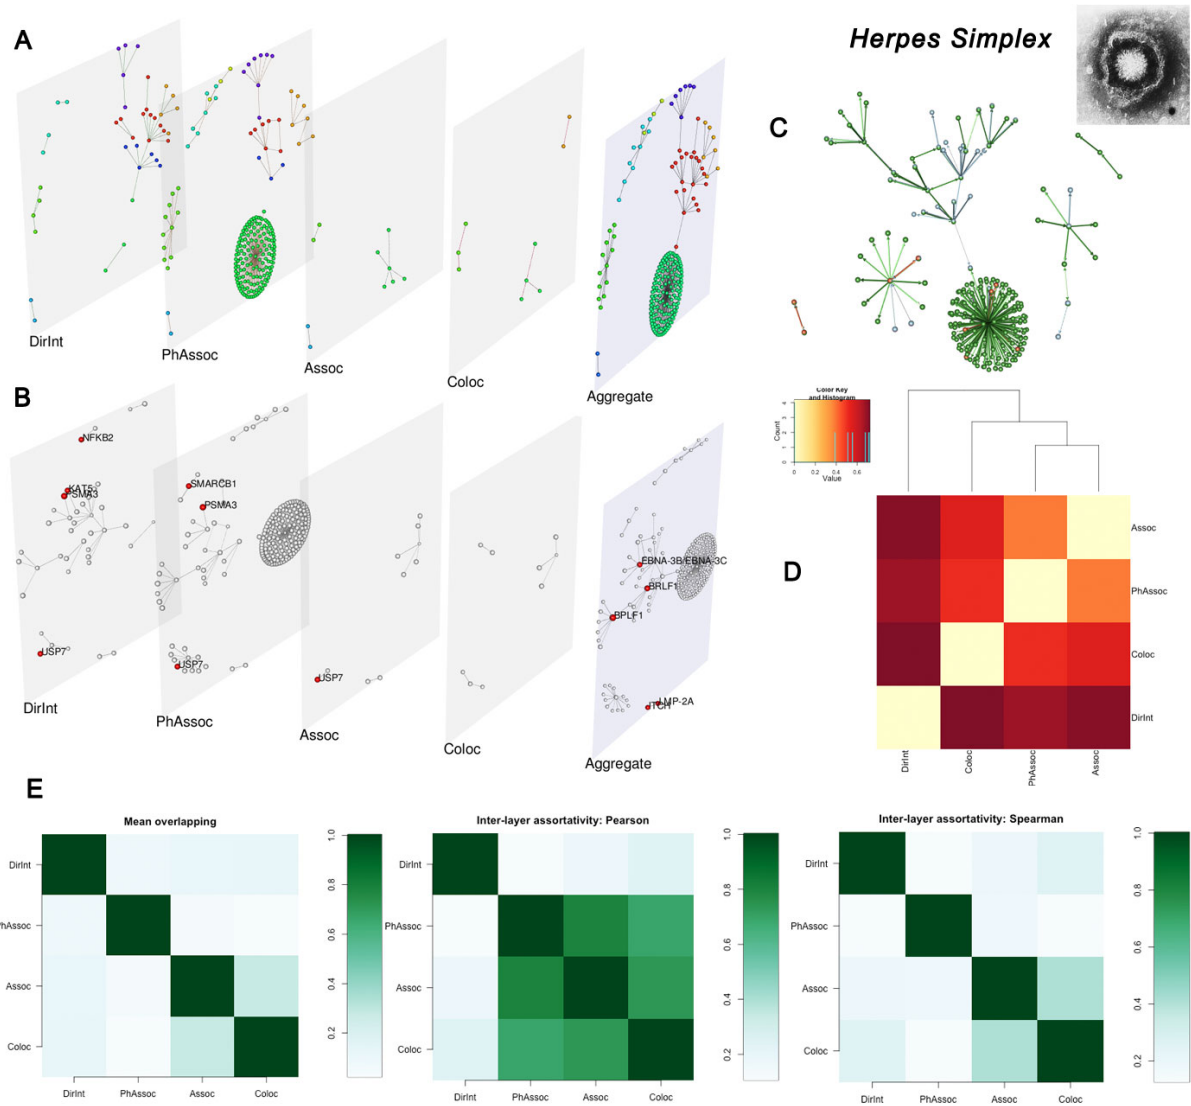 A
Herpes Simplex
C
DirInt
PhAssoc
Assoc
Coloc
Aggregate
B
NFKB2
KAT5
PSMA3
USP7
DirInt
SMARCB1
PSMA3
USP7
PhAssoc
USP7
Assoc
Coloc
EBNA-3B/EBNA-3C
BRLF1
BPLF1
LMP-2A
ITCH
Aggregate
Color Key
and Histogram
Count
0 1 2 3 4
0 0.2 0.4 0.6
Value
D
Assoc
PhAssoc
Coloc
DirInt
DirInt Coloc PhAssoc Assoc
E
Mean overlapping
DirInt
PhAssoc
Assoc
Coloc
DirInt PhAssoc Assoc Coloc
1.0
0.8
0.6
0.4
0.2
Inter-layer assortativity: Pearson
DirInt
PhAssoc
Assoc
Coloc
DirInt PhAssoc Assoc Coloc
1.0
0.8
0.6
0.4
0.2
Inter-layer assortativity: Spearman
DirInt
PhAssoc
Assoc
Coloc
DirInt PhAssoc Assoc Coloc
1.0
0.8
0.6
0.4
0.2